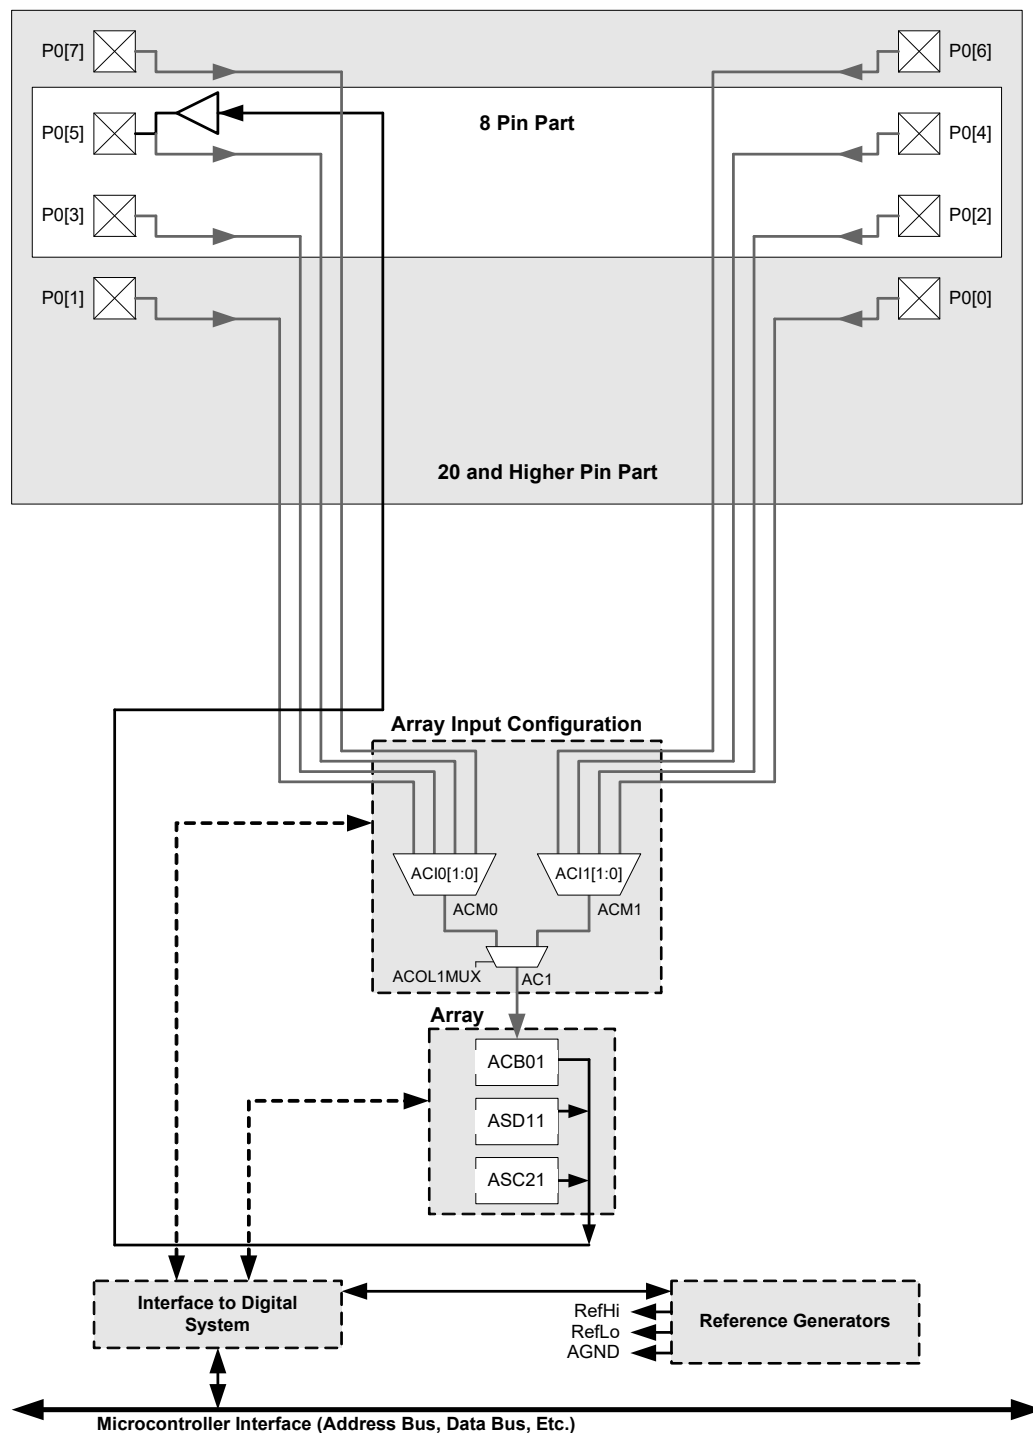 P0[7]
P0[6]
8 Pin Part
P0[5]
P0[4]
P0[3]
P0[2]
P0[1]
P0[0]
20 and Higher Pin Part
Array Input Configuration
ACI0[1:0]
ACI1[1:0]
ACM0
ACM1
ACOL1MUX
AC1
Array
ACB01
ASD11
ASC21
Interface to Digital
System
RefHi
RefLo
AGND
Reference Generators
Microcontroller Interface (Address Bus, Data Bus, Etc.)